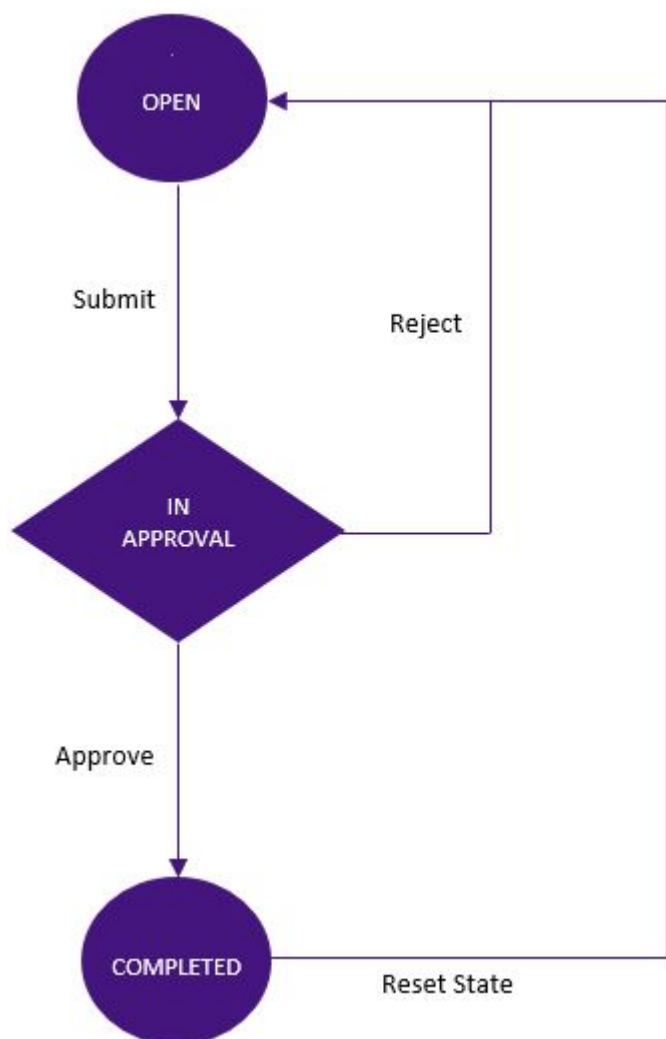 OPEN
Submit
Reject
IN
APPROVAL
Approve
COMPLETED
Reset State